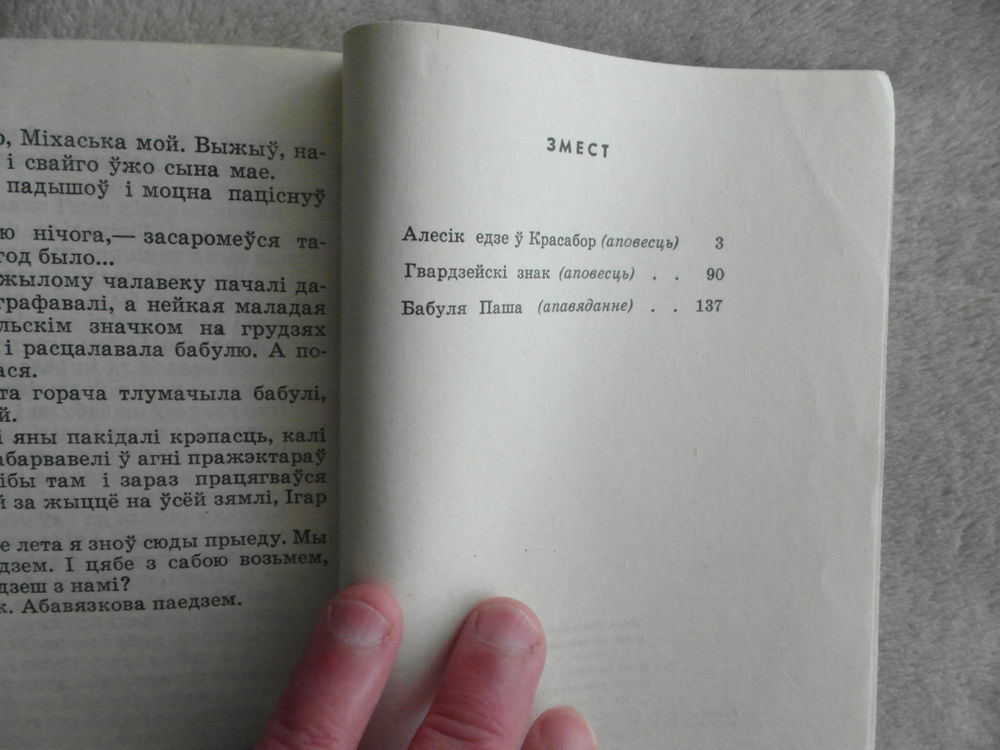 Міхаська мой. Выжыў, на-
і свайго ўжо сына мае.
падышоў і моцна паціснуў
нічога,— засаромеўся та-
год было...
жылому чалавеку пачалі да-
графавалі, а нейкая маладая
льскім значком на грудзях
і расцалавала бабулю. А по-
ася.
та горача тлумачыла бабулі,
й.
і яны пакідалі крэпасць, калі
абарвавелі ў агні пражэктараў
ібы там і зараз працягваўся
й за жыццё на ўсёй зямлі, Ігар
е лета я зноў сюды прыеду. Мы
дзем. І цябе з сабою возьмем,
дзеш з намі?
к. Абавязкова паедзем.
ЗМЕСТ
Алесік едзе ў Красабор (аповесць) 3
Гвардзейскі знак (аповесць) . . 90
Бабуля Паша (апавяданне) . . 137